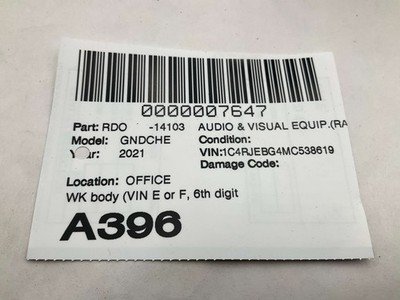 0000007647
Part: RDO -14103 AUDIO & VISUAL EQUIP.(RA
Model: GNDCHE Condition:
Year: 2021 VIN:1C4RJEBG4MC538619
Damage Code:
Location: OFFICE
WK body (VIN E or F, 6th digit
A396